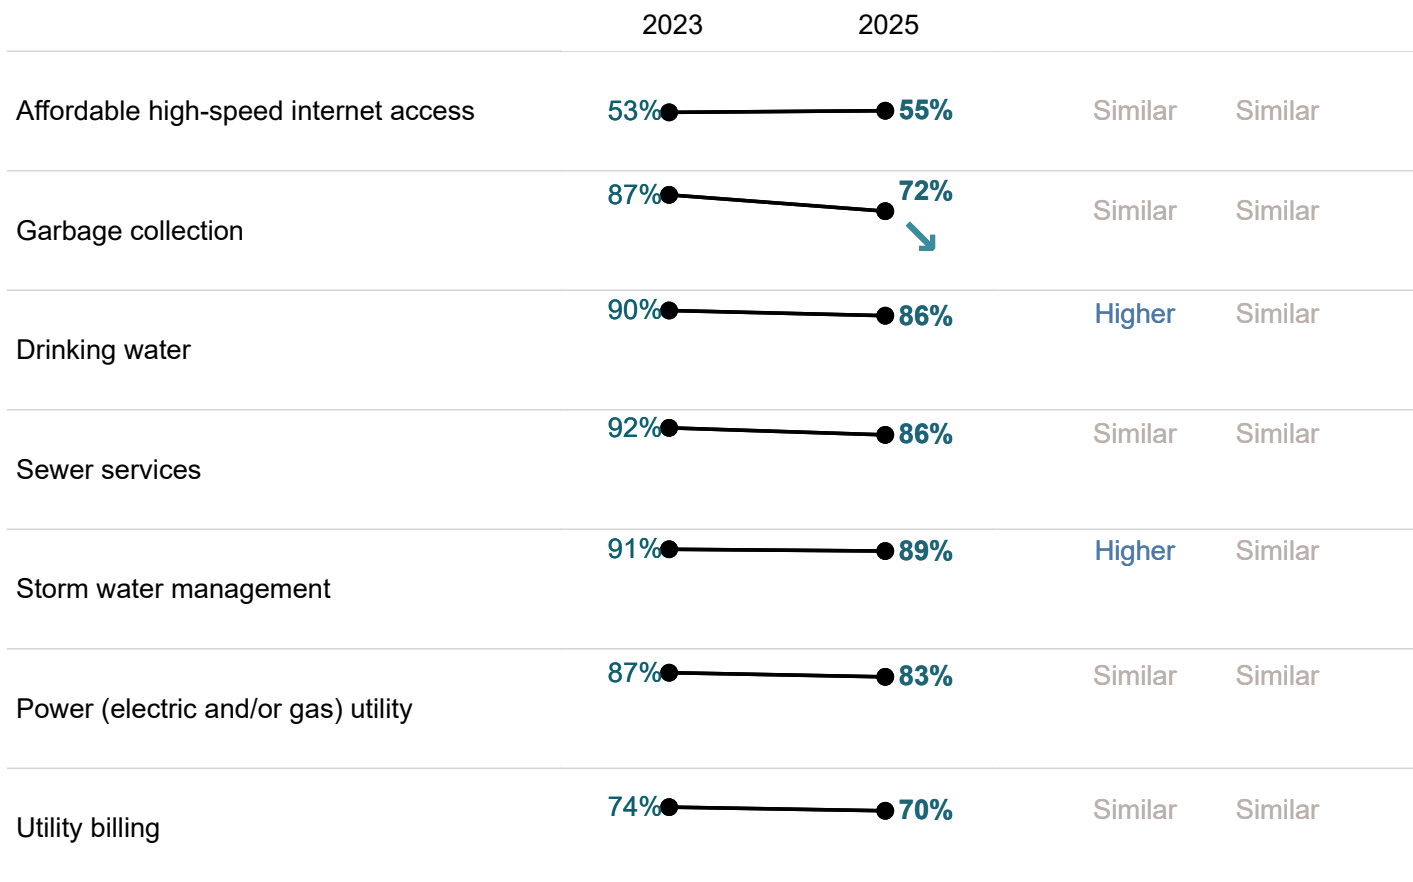 2023 2025
Affordable high-speed internet access 53% 55% Similar Similar
Garbage collection 87% 72% Similar Similar
Drinking water 90% 86% Higher Similar
Sewer services 92% 86% Similar Similar
Storm water management 91% 89% Higher Similar
Power (electric and/or gas) utility 87% 83% Similar Similar
Utility billing 74% 70% Similar Similar